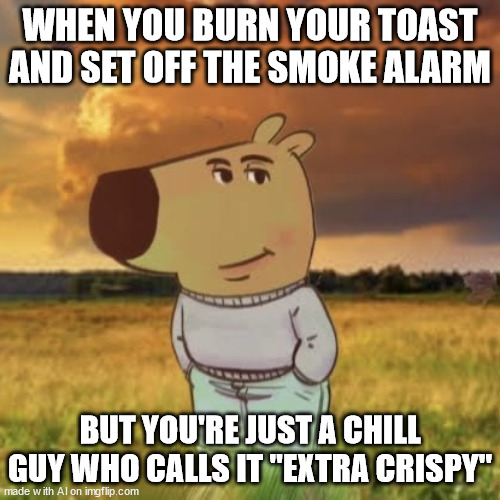 WHEN YOU BURN YOUR TOAST
AND SET OFF THE SMOKE ALARM
BUT YOU'RE JUST A CHILL
GUY WHO CALLS IT "EXTRA CRISPY"
made with AI on imgflip.com